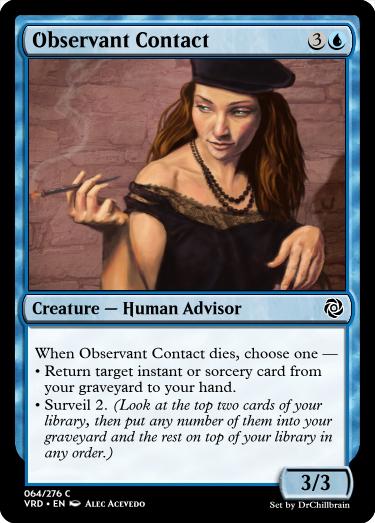 Observant Contact 3
Creature — Human Advisor
When Observant Contact dies, choose one —
• Return target instant or sorcery card from
your graveyard to your hand.
• Surveil 2. (Look at the top two cards of your
library, then put any number of them into your
graveyard and the rest on top of your library in
any order.)
3/3
064/276 C
VRD • EN Alec Acevedo
Set by DrChillbrain